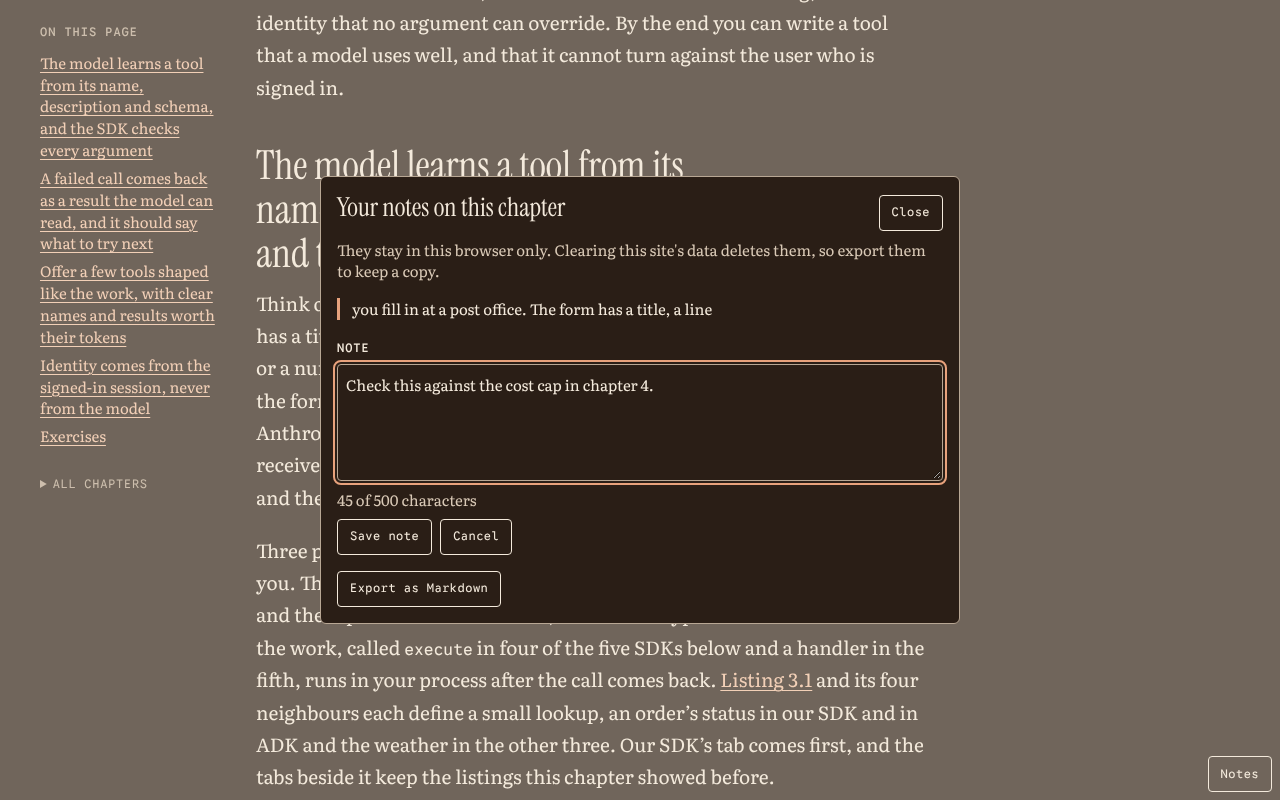 ON THIS PAGE
The model learns a tool
from its name,
description and schema,
and the SDK checks
every argument
A failed call comes back
as a result the model can
read, and it should say
what to try next
Offer a few tools shaped
like the work, with clear
names and results worth
their tokens
Identity comes from the
signed-in session, never
from the model
Exercises
ALL CHAPTERS
identity that no argument can override. By the end you can write a tool
that a model uses well, and that it cannot turn against the user who is
signed in.
The model learns a tool from its
nam
and t
Think
has a ti
or a nu
the for
Anthro
receive
and the
Three p
you. Th
and the
the work, called execute in four of the five SDKs below and a handler in the
fifth, runs in your process after the call comes back. Listing 3.1 and its four
neighbours each define a small lookup, an order’s status in our SDK and in
ADK and the weather in the other three. Our SDK’s tab comes first, and the
tabs beside it keep the listings this chapter showed before.
Your notes on this chapter
Close
They stay in this browser only. Clearing this site's data deletes them, so export them
to keep a copy.
you fill in at a post office. The form has a title, a line
NOTE
Check this against the cost cap in chapter 4.
45 of 500 characters
Save note
Cancel
Export as Markdown
Notes